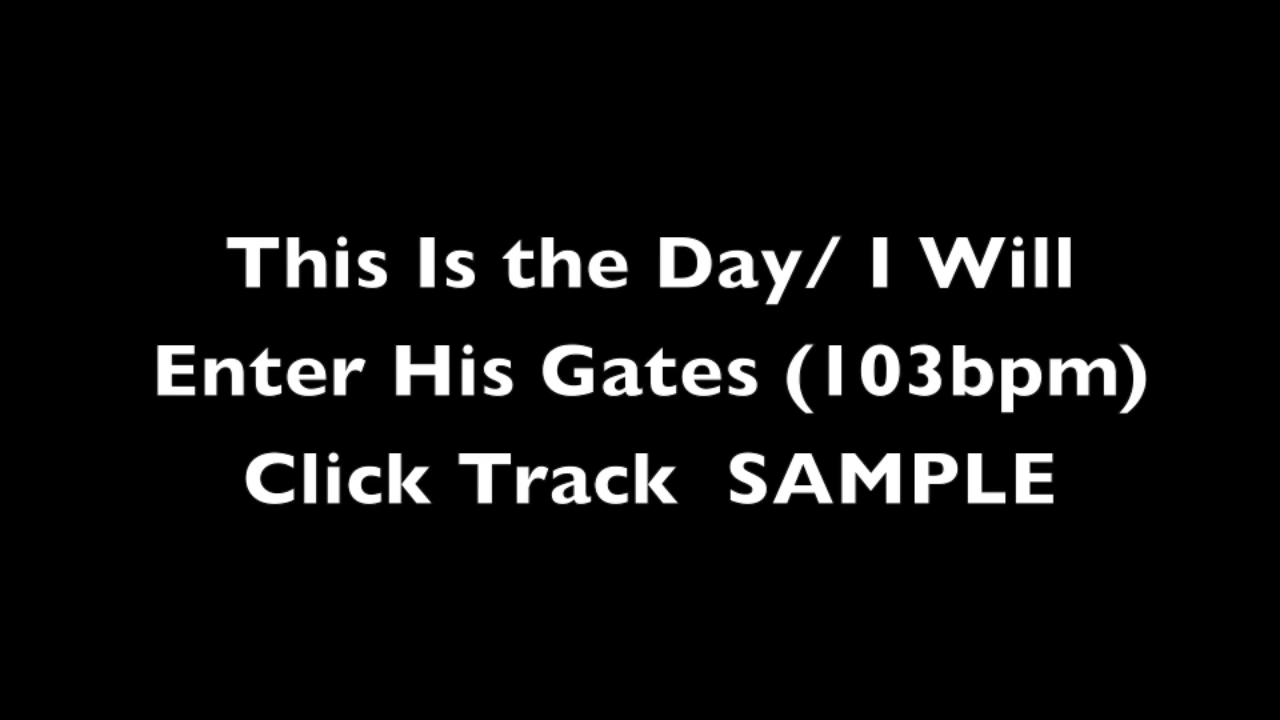 This Is the Day/ I Will
Enter His Gates (103bpm)
Click Track  SAMPLE